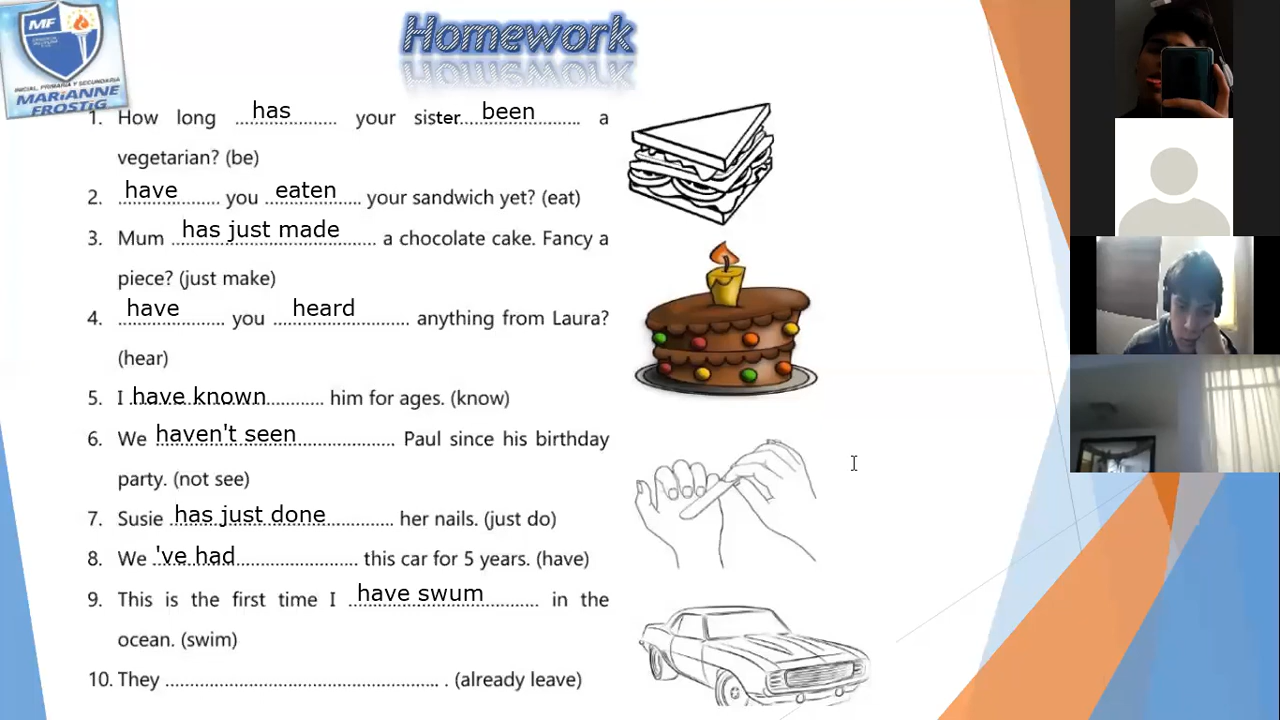 MF
INICIAL, PRIMARIA Y SECUNDARIA
MARiANNE
FROSTiG
Homework
1. How long ...has... your sister...been... a
vegetarian? (be)
2. have you eaten your sandwich yet? (eat)
3. Mum has just made a chocolate cake. Fancy a
piece? (just make)
4. have you heard anything from Laura?
(hear)
5. I have known him for ages. (know)
6. We haven't seen Paul since his birthday
party. (not see)
7. Susie has just done her nails. (just do)
8. We 've had this car for 5 years. (have)
9. This is the first time I have swum in the
ocean. (swim)
10. They ........................................ . (already leave)